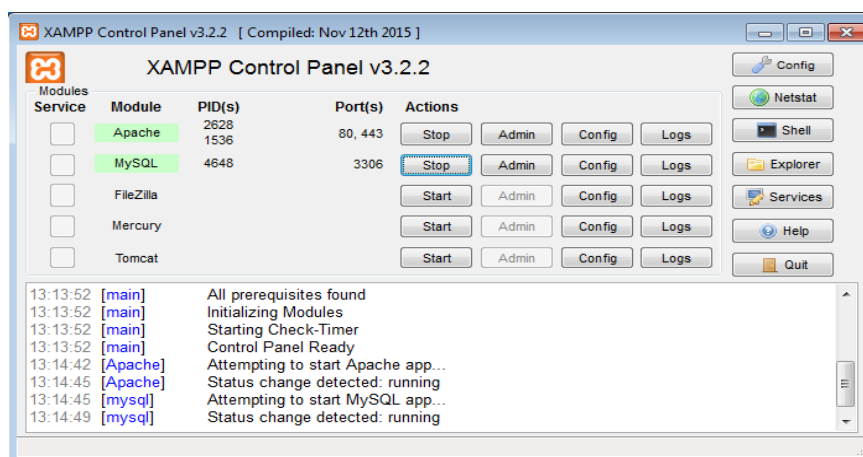 XAMPP Control Panel v3.2.2 [ Compiled: Nov 12th 2015 ]
XAMPP Control Panel v3.2.2
Config
Modules
Service Module PID(s) Port(s) Actions
Netstat
Apache 2628 1536 80, 443 Stop Admin Config Logs
Shell
MySQL 4648 3306 Stop Admin Config Logs
Explorer
FileZilla Start Admin Config Logs
Services
Mercury Start Admin Config Logs
Help
Tomcat Start Admin Config Logs
Quit
13:13:52 [main] All prerequisites found
13:13:52 [main] Initializing Modules
13:13:52 [main] Starting Check-Timer
13:13:52 [main] Control Panel Ready
13:14:42 [Apache] Attempting to start Apache app...
13:14:45 [Apache] Status change detected: running
13:14:45 [mysql] Attempting to start MySQL app...
13:14:49 [mysql] Status change detected: running